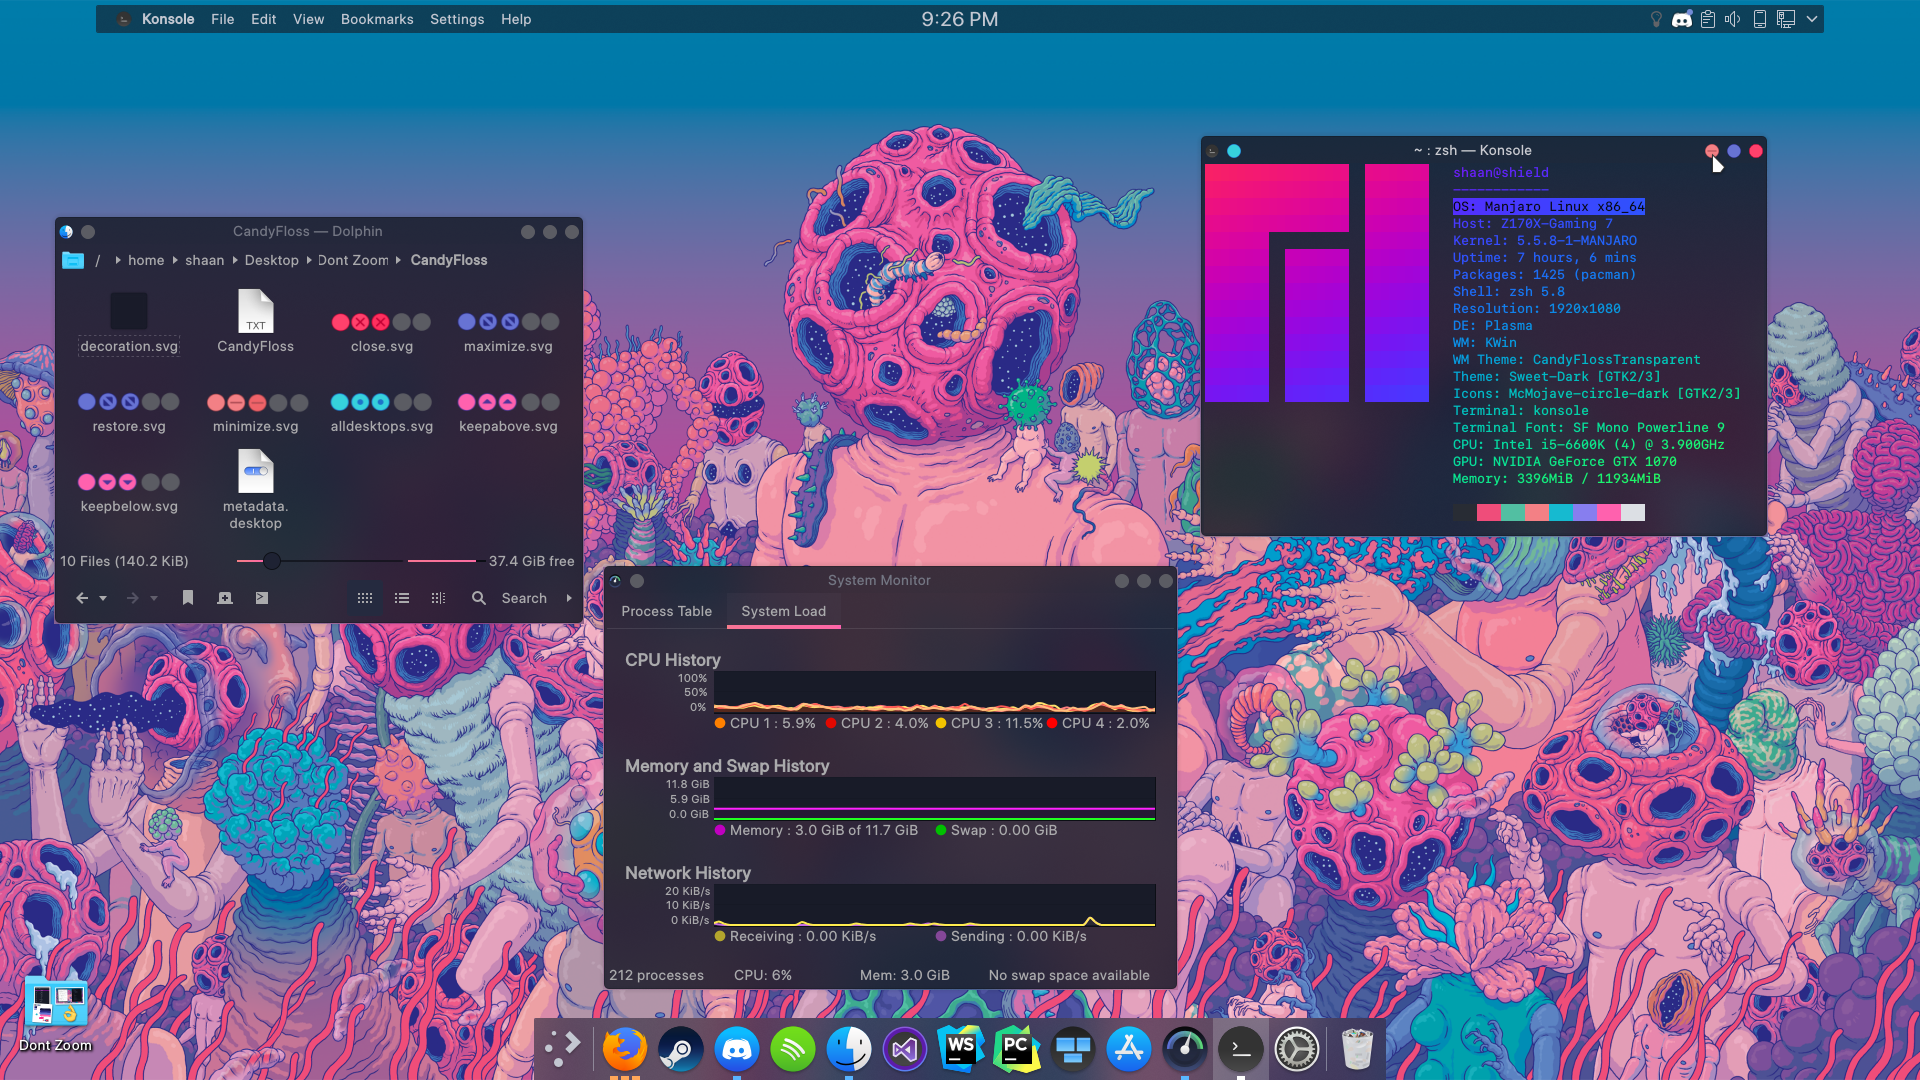 Konsole File Edit View Bookmarks Settings Help
9:26 PM
~ : zsh — Konsole
shaan@shield
------------
OS: Manjaro Linux x86_64
Host: Z170X-Gaming 7
Kernel: 5.5.8-1-MANJARO
Uptime: 7 hours, 6 mins
Packages: 1425 (pacman)
Shell: zsh 5.8
Resolution: 1920x1080
DE: Plasma
WM: KWin
WM Theme: CandyFlossTransparent
Theme: Sweet-Dark [GTK2/3]
Icons: McMojave-circle-dark [GTK2/3]
Terminal: konsole
Terminal Font: SF Mono Powerline 9
CPU: Intel i5-6600K (4) @ 3.900GHz
GPU: NVIDIA GeForce GTX 1070
Memory: 3396MiB / 11934MiB
CandyFloss — Dolphin
/ home shaan Desktop Dont Zoom CandyFloss
TXT
decoration.svg CandyFloss close.svg maximize.svg
restore.svg minimize.svg alldesktops.svg keepabove.svg
keepbelow.svg metadata.
desktop
10 Files (140.2 KiB) 37.4 GiB free
Search
System Monitor
Process Table System Load
CPU History
100%
50%
0%
CPU 1 : 5.9% CPU 2 : 4.0% CPU 3 : 11.5% CPU 4 : 2.0%
Memory and Swap History
11.8 GiB
5.9 GiB
0.0 GiB
Memory : 3.0 GiB of 11.7 GiB Swap : 0.00 GiB
Network History
20 KiB/s
10 KiB/s
0 KiB/s
Receiving : 0.00 KiB/s Sending : 0.00 KiB/s
212 processes CPU: 6% Mem: 3.0 GiB No swap space available
Dont Zoom
WS
PC